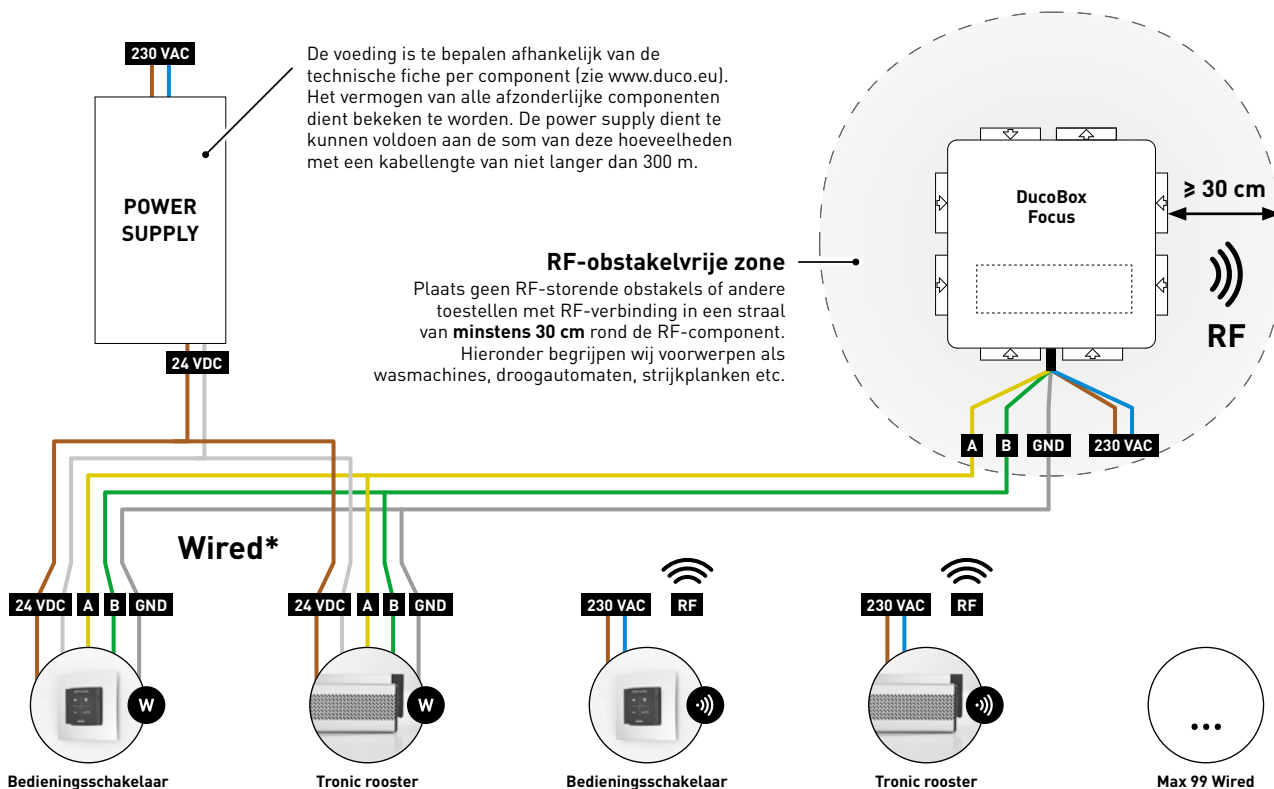 230 VAC
De voeding is te bepalen afhankelijk van de
technische fiche per component (zie www.duco.eu).
Het vermogen van alle afzonderlijke componenten
dient bekeken te worden. De power supply dient te
kunnen voldoen aan de som van deze hoeveelheden
met een kabellengte van niet langer dan 300 m.
POWER
SUPPLY
24 VDC
DucoBox
Focus
≥ 30 cm
RF
RF-obstakelvrije zone
Plaats geen RF-storende obstakels of andere
toestellen met RF-verbinding in een straal
van minstens 30 cm rond de RF-component.
Hieronder begrijpen wij voorwerpen als
wasmachines, droogautomaten, strijkplanken etc.
A B GND 230 VAC
Wired*
24 VDC A B GND
24 VDC A B GND
230 VAC RF
230 VAC RF
W
W
...
Bedieningsschakelaar
Tronic rooster
Bedieningsschakelaar
Tronic rooster
Max 99 Wired